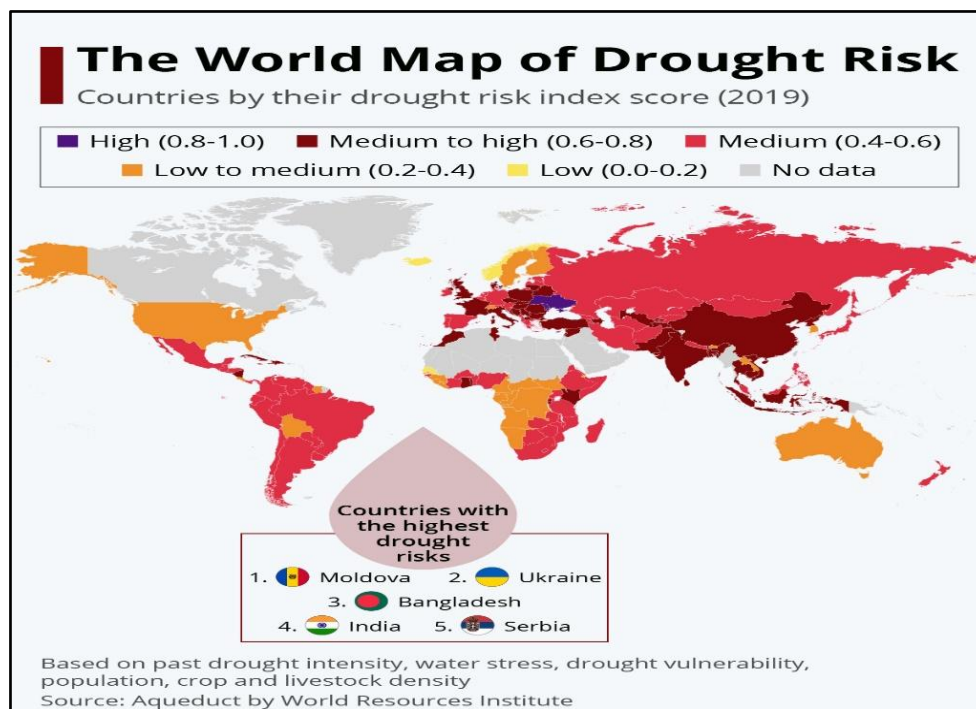 The World Map of Drought Risk
Countries by their drought risk index score (2019)
High (0.8-1.0) Medium to high (0.6-0.8) Medium (0.4-0.6)
Low to medium (0.2-0.4) Low (0.0-0.2) No data
Countries with
the highest
drought
risks
1. Moldova 2. Ukraine
3. Bangladesh
4. India 5. Serbia
Based on past drought intensity, water stress, drought vulnerability,
population, crop and livestock density
Source: Aqueduct by World Resources Institute